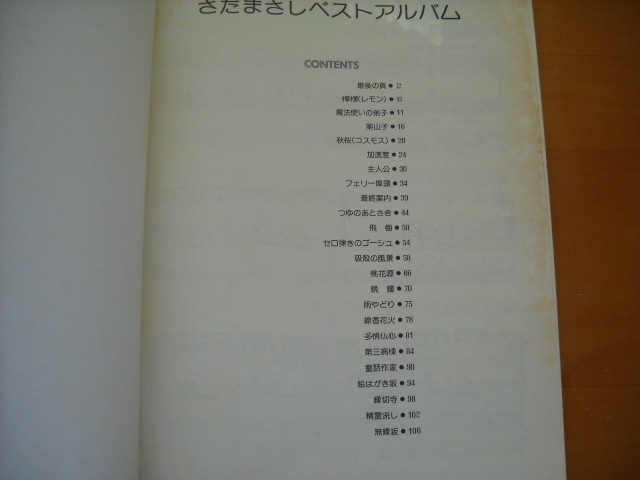 さだまさしベストアルバム
CONTENTS
最後の頁●2
檸檬(レモン)●6
魔法使いの弟子●11
案山子●16
秋桜(コスモス)●20
加速度●24
主人公●30
フェリー埠頭●34
最終案内●39
つゆのあとさき●44
飛梅●50
セロ弾きのゴーシュ●54
吸殻の風景●58
桃花源●66
暁鐘●70
雨やどり●75
線香花火●78
多情仏心●81
第三病棟●84
童話作家●90
絵はがき坂●94
縁切寺●98
精霊流し●102
無縁坂●106